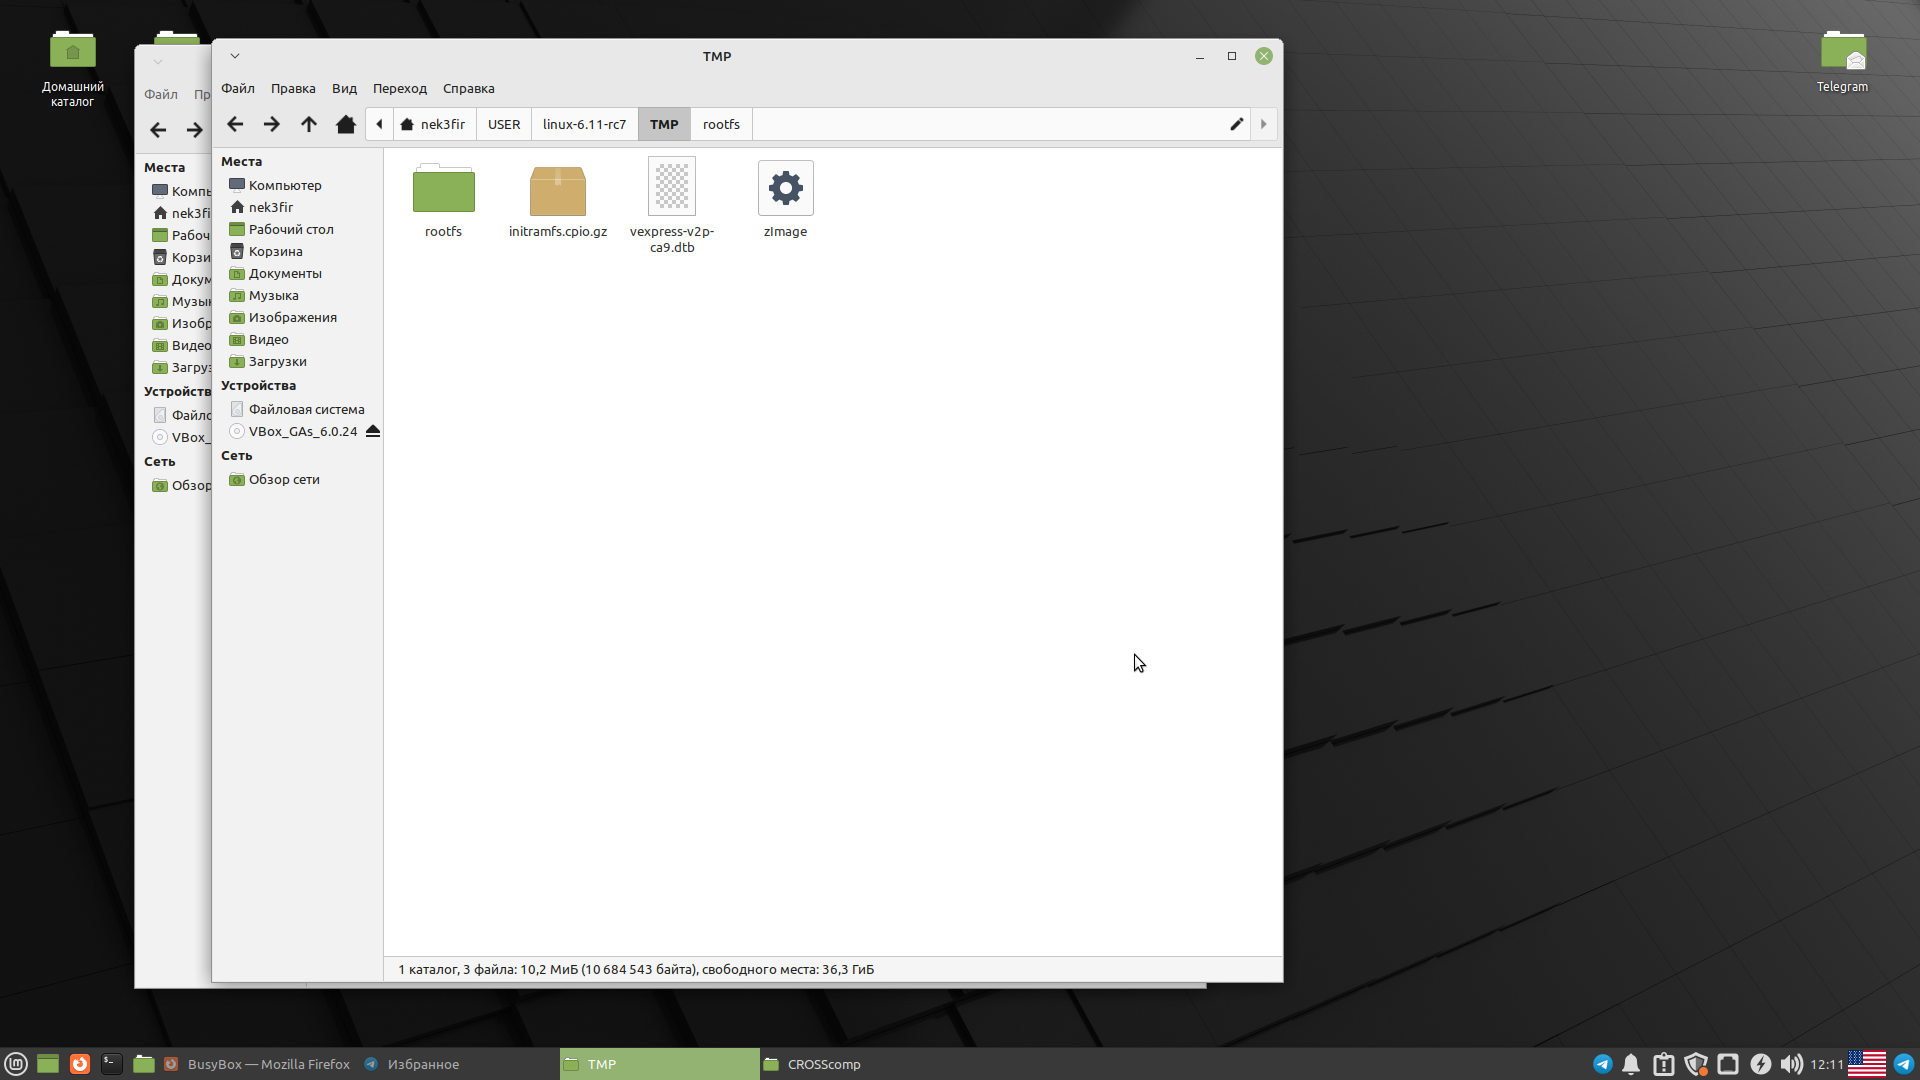 Домашний
каталог
Telegram
TMP
Файл Правка Вид Переход Справка
nek3fir USER linux-6.11-rc7 TMP rootfs
Места
Компьютер
nek3fir
Рабочий стол
Корзина
Документы
Музыка
Изображения
Видео
Загрузки
Устройства
Файловая система
VBox_GAs_6.0.24
Сеть
Обзор сети
rootfs
initramfs.cpio.gz
vexpress-v2p-
ca9.dtb
zImage
1 каталог, 3 файла: 10,2 МиБ (10 684 543 байта), свободного места: 36,3 ГиБ
Файл Пр
Места
Компь
nek3fi
Рабоч
Корзи
Докум
Музык
Изобр
Видео
Загруз
Устройств
Файло
VBox_
Сеть
Обзор
BusyBox — Mozilla Firefox
Избранное
TMP
CROSScomp
12:11